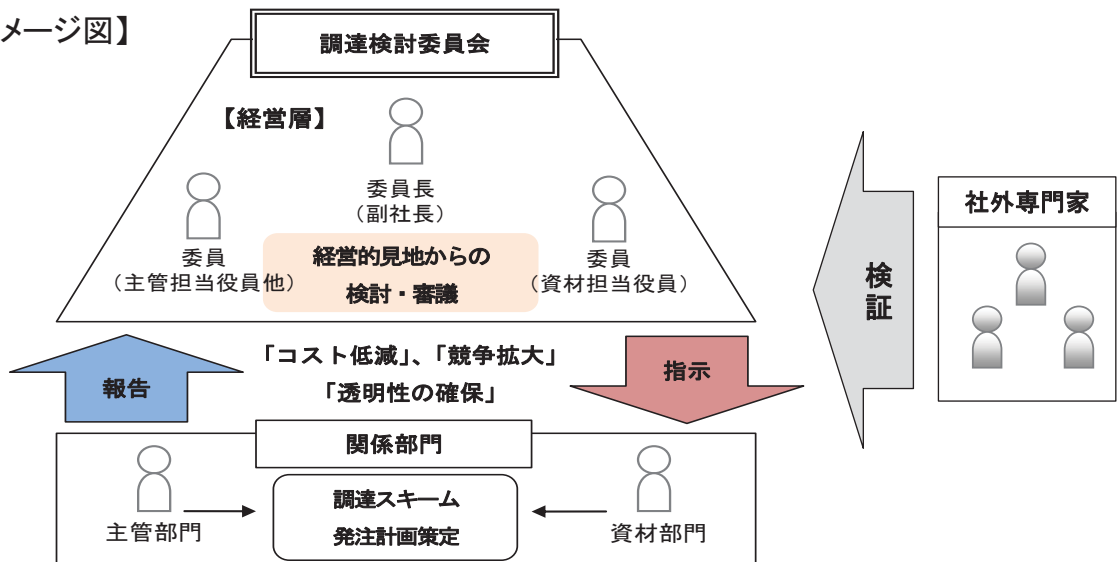 メージ図】
調達検討委員会
【経営層】
委員長
（副社長）
委員
（主管担当役員他）
経営的見地からの
検討・審議
委員
（資材担当役員）
検証
社外専門家
報告
「コスト低減」、「競争拡大」
「透明性の確保」
指示
関係部門
主管部門
調達スキーム
発注計画策定
資材部門